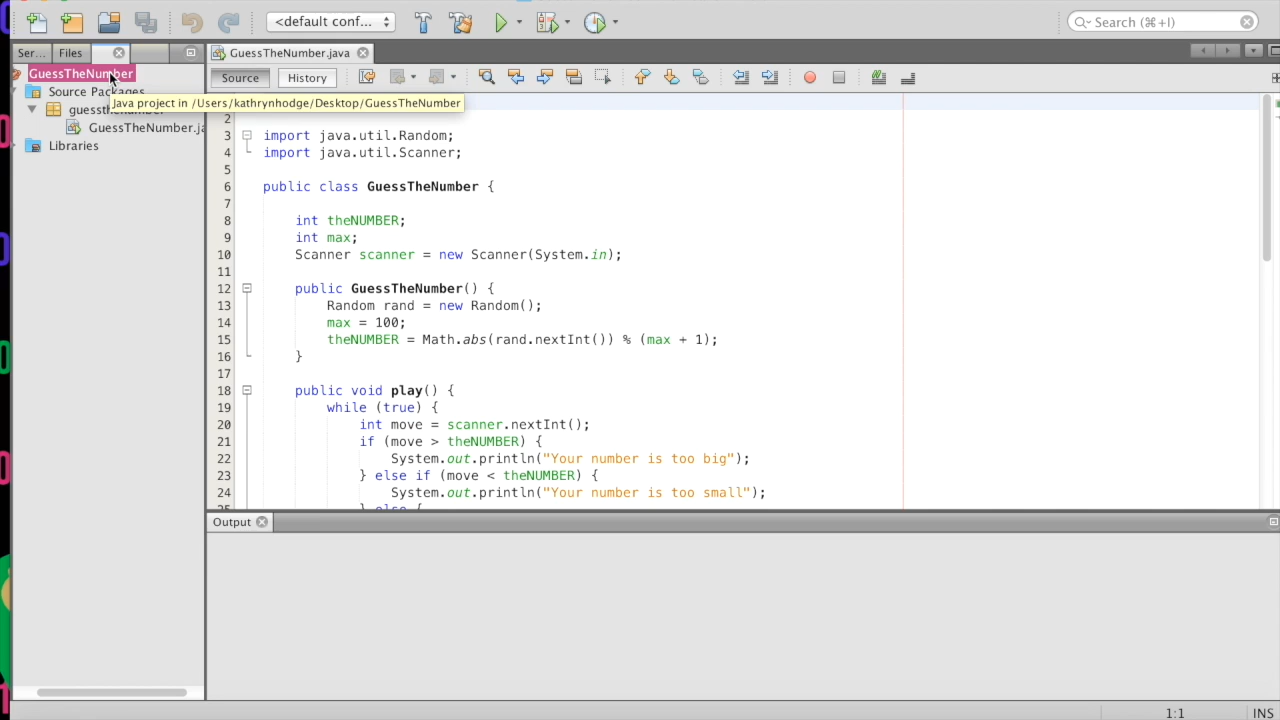 <default conf...
Search (⌘+I)
Ser...
Files
GuessTheNumber.java
GuessTheNumber
Source
History
Source Packages
Java project in /Users/kathrynhodge/Desktop/GuessTheNumber
guessthenumber
GuessTheNumber.ja
Libraries
2
3 import java.util.Random;
4 import java.util.Scanner;
5
6 public class GuessTheNumber {
7
8 int theNUMBER;
9 int max;
10 Scanner scanner = new Scanner(System.in);
11
12 public GuessTheNumber() {
13 Random rand = new Random();
14 max = 100;
15 theNUMBER = Math.abs(rand.nextInt()) % (max + 1);
16 }
17
18 public void play() {
19 while (true) {
20 int move = scanner.nextInt();
21 if (move > theNUMBER) {
22 System.out.println("Your number is too big");
23 } else if (move < theNUMBER) {
24 System.out.println("Your number is too small");
25 } else {
Output
1:1
INS